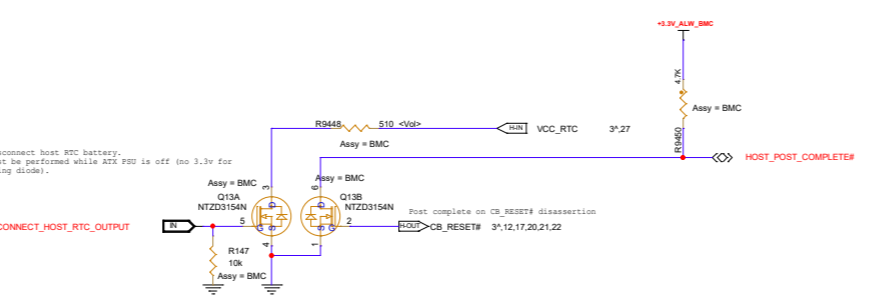 +3.3V_ALW_BMC
4.7K
Assy = BMC
R9450
R9448 510 <Vol>
H-IN VCC_RTC 3^,27
Assy = BMC
HOST_POST_COMPLETE#
sconnect host RTC battery.
st be performed while ATX PSU is off (no 3.3v for
ing diode).
Assy = BMC
Assy = BMC
3
6
Q13A
NTZD3154N
Q13B
NTZD3154N
D
D
Post complete on CB_RESET# disassertion
CONNECT_HOST_RTC_OUTPUT IN
5 G S
S G 2
H-OUT CB_RESET# 3^,12,17,20,21,22
4
1
R147
10k
Assy = BMC